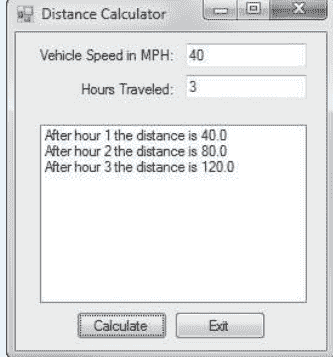 Distance Calculator
Vehicle Speed in MPH: 40
Hours Traveled: 3
After hour 1 the distance is 40.0
After hour 2 the distance is 80.0
After hour 3 the distance is 120.0
Calculate Exit